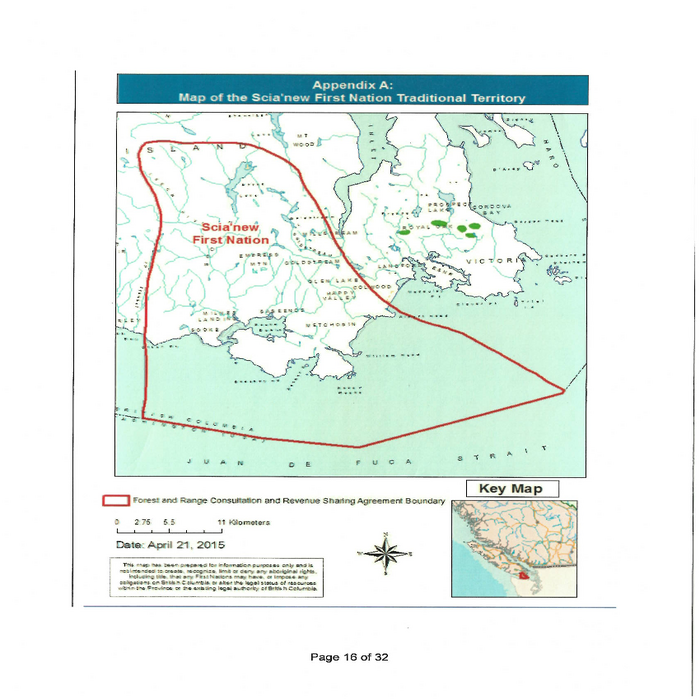 Appendix A:
Map of the Scia'new First Nation Traditional Territory
ISLAND
MT
WOOD
INLET
HARO
PROSPECT
LAKE
CORDOVA
BAY
ROYAL OAK
Scia'new
First Nation
VICTORIA
EMPRESS
MTN
GOLDSTREAM
GLEN LAKE
COLWOOD
HAPPY
VALLEY
MILNES
LANDING
SASEENOS
SOOKE
METCHOSIN
William Head
BRITISH COLUMBIA
JUAN DE FUCA STRAIT
Key Map
Forest and Range Consultation and Revenue Sharing Agreement Boundary
0 2.75 5.5 11 Kilometers
Date: April 21, 2015
This map has been prepared for information purposes only and is
not intended to create, recognize, limit or deny any aboriginal rights,
including title, that any First Nations may have, or impose any
obligations on British Columbia or alter the legal status of resources
within the Province or the existing legal authority of British Columbia.
Page 16 of 32